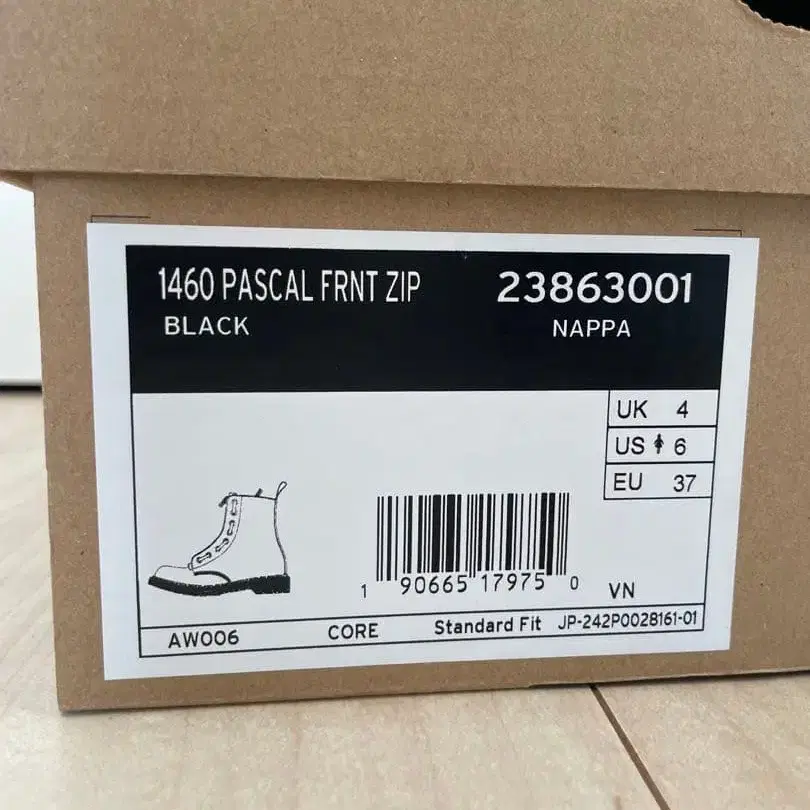 1460 PASCAL FRNT ZIP 23863001
BLACK NAPPA
UK 4
US 6
EU 37
1 90665 17975 0 VN
AW006 CORE Standard Fit JP-242P0028161-01